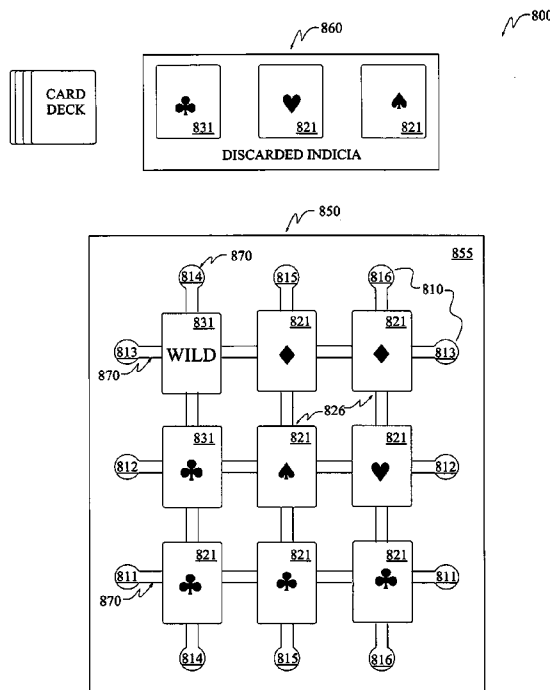 800
860
CARD
DECK
831 821 821
DISCARDED INDICIA
850
855
814 870 815 816 810
831 821 821
813 WILD 813
870
826
831 821 821
812 812
821 821 821
811 811
870
814 815 816